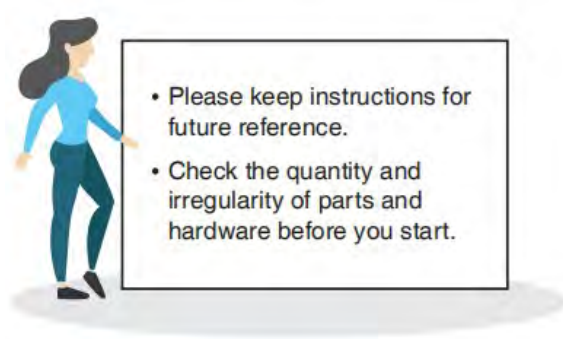 • Please keep instructions for
future reference.
• Check the quantity and
irregularity of parts and
hardware before you start.